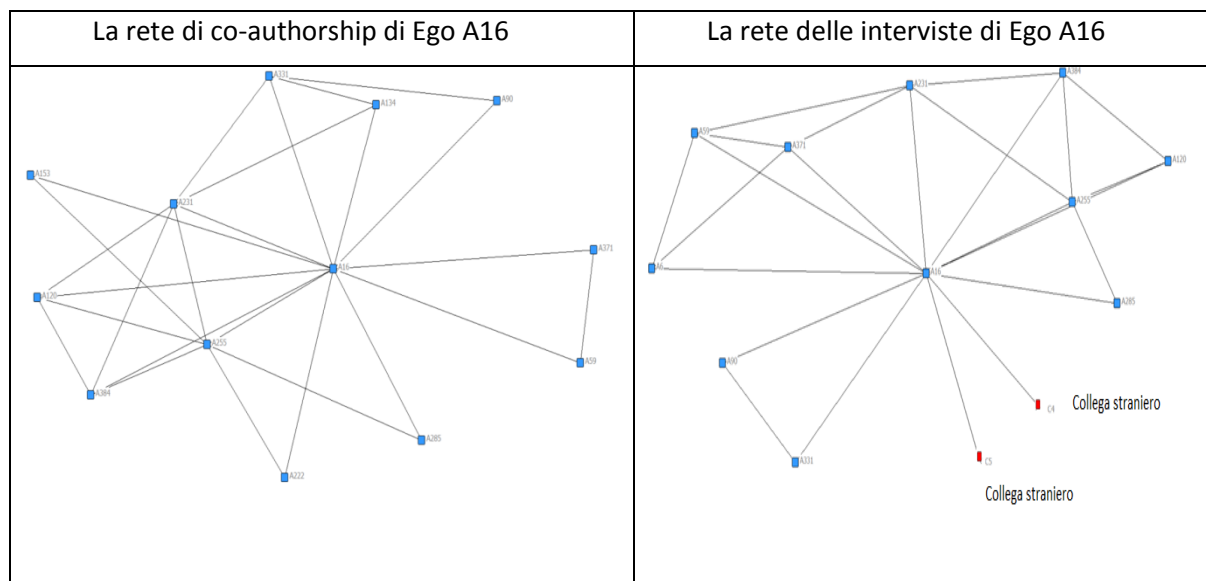 La rete di co-authorship di Ego A16
La rete delle interviste di Ego A16
A331
A134
A90
A153
A231
A371
A16
A120
A255
A59
A384
A285
A222
A384
A231
A59
A371
A120
A255
A6
A16
A285
A90
C4
Collega straniero
A331
C5
Collega straniero